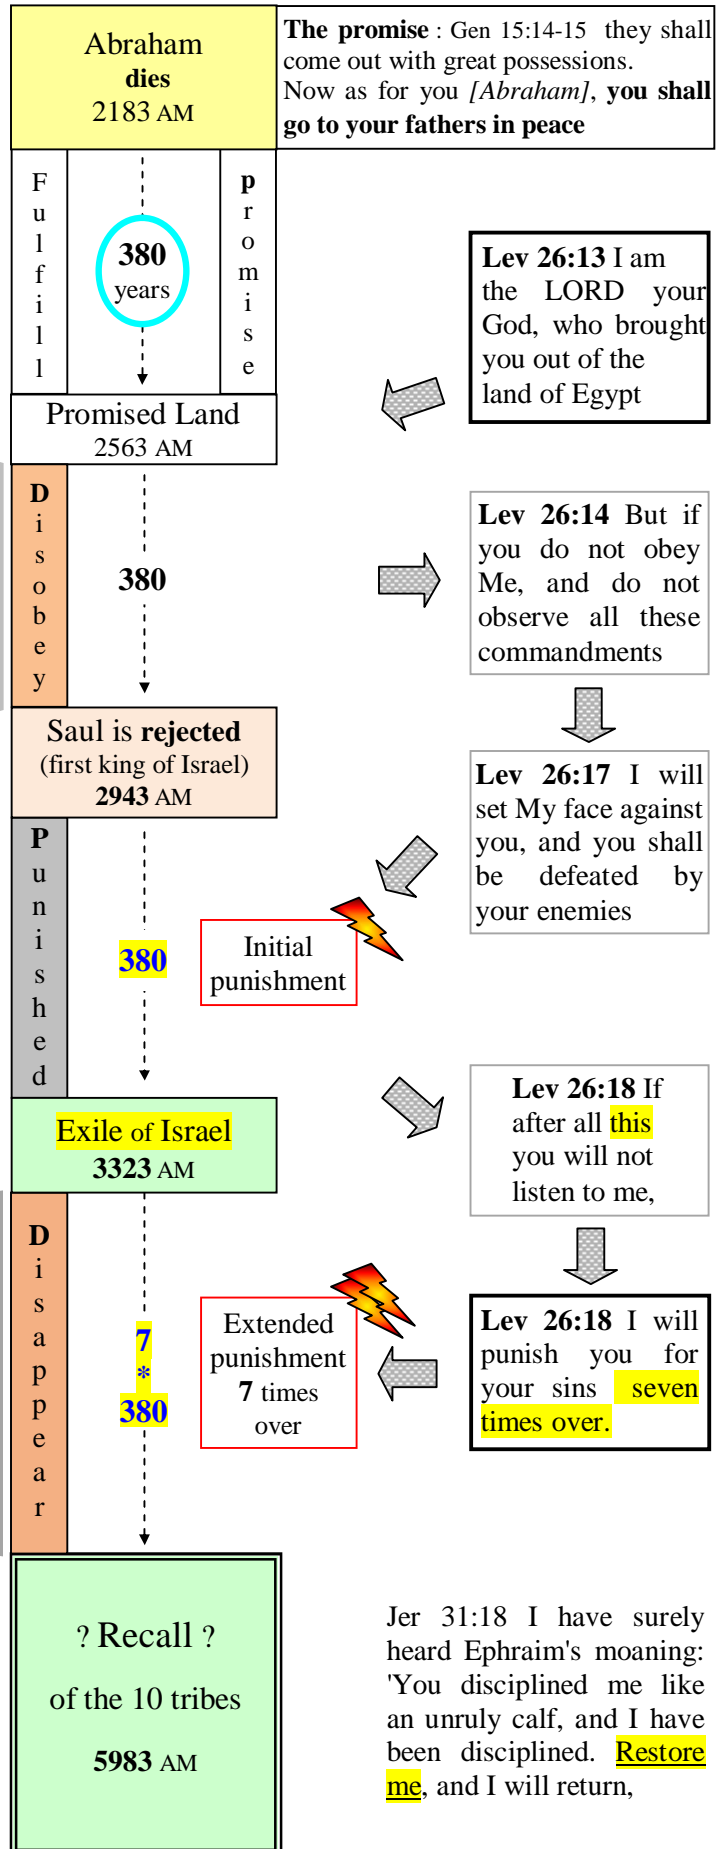 Abraham
dies
2183 AM
The promise : Gen 15:14-15 they shall
come out with great possessions.
Now as for you [Abraham], you shall
go to your fathers in peace
Fulfill
promise
380
years
Lev 26:13 I am
the LORD your
God, who brought
you out of the
land of Egypt
Promised Land
2563 AM
Disobey
380
Lev 26:14 But if
you do not obey
Me, and do not
observe all these
commandments
Saul is rejected
(first king of Israel)
2943 AM
Lev 26:17 I will
set My face against
you, and you shall
be defeated by
your enemies
Punished
380
Initial
punishment
Exile of Israel
3323 AM
Lev 26:18 If
after all this
you will not
listen to me,
Disappear
7
*
380
Extended
punishment
7 times
over
Lev 26:18 I will
punish you for
your sins seven
times over.
? Recall ?
of the 10 tribes
5983 AM
Jer 31:18 I have surely
heard Ephraim's moaning:
'You disciplined me like
an unruly calf, and I have
been disciplined. Restore
me, and I will return,